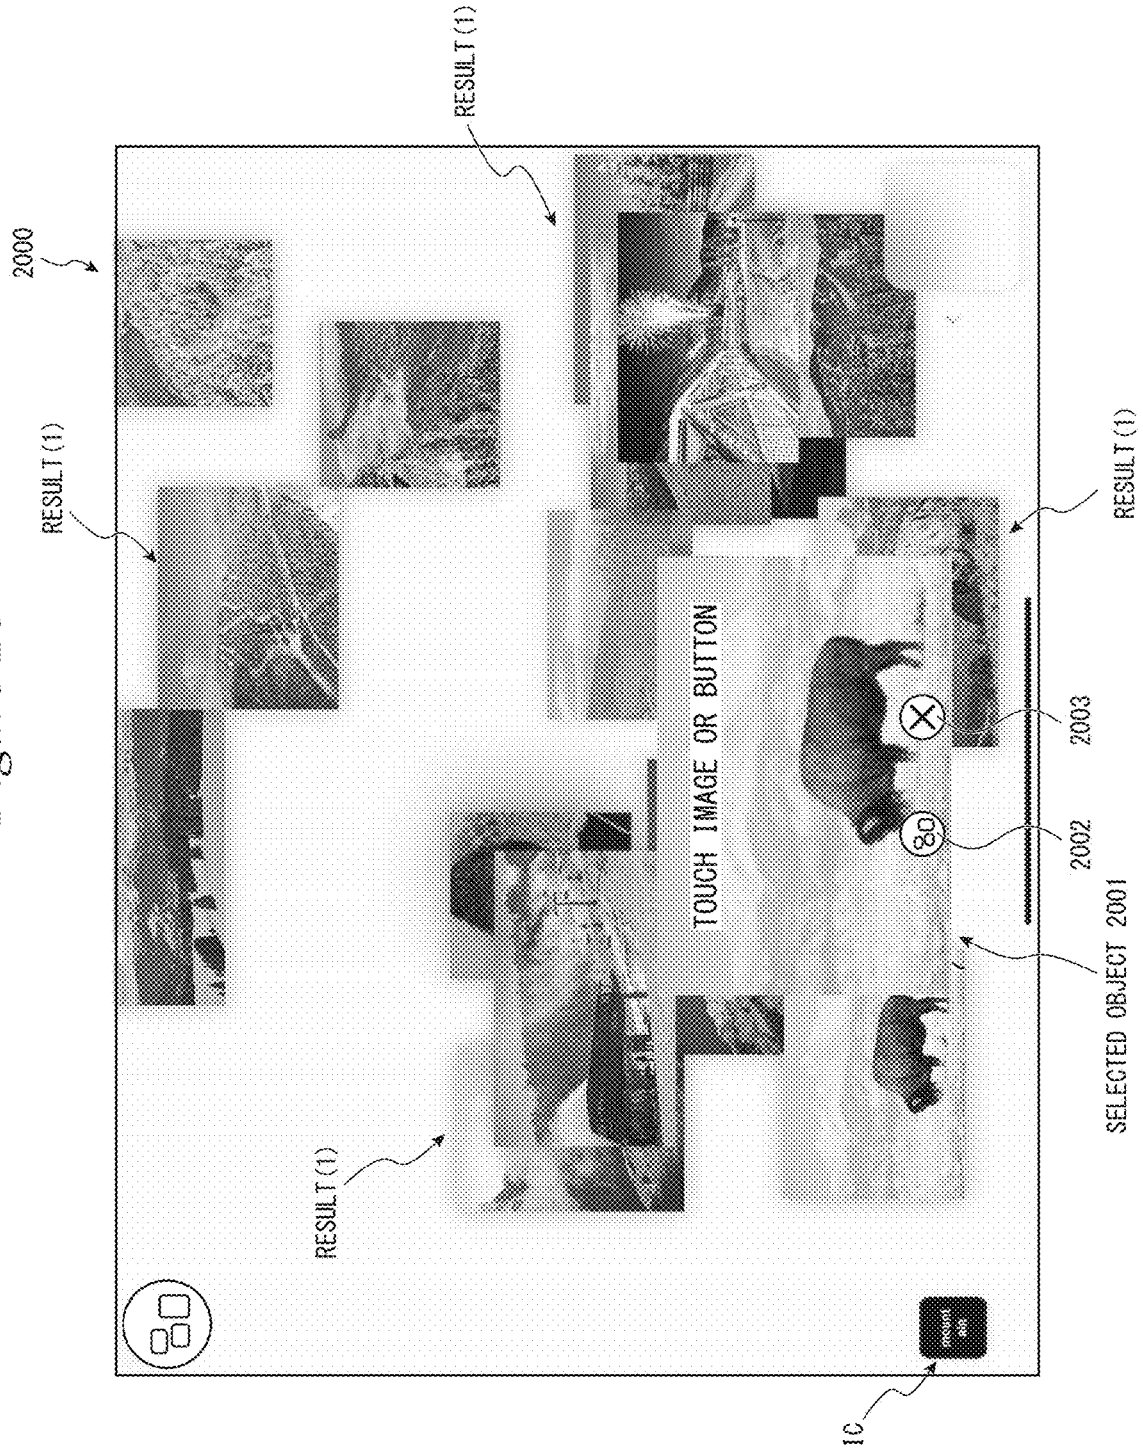 2000
RESULT(1)
RESULT(1)
RESULT(1)
TOUCH IMAGE OR BUTTON
IC
2002
2003
SELECTED OBJECT 2001
RESULT(1)